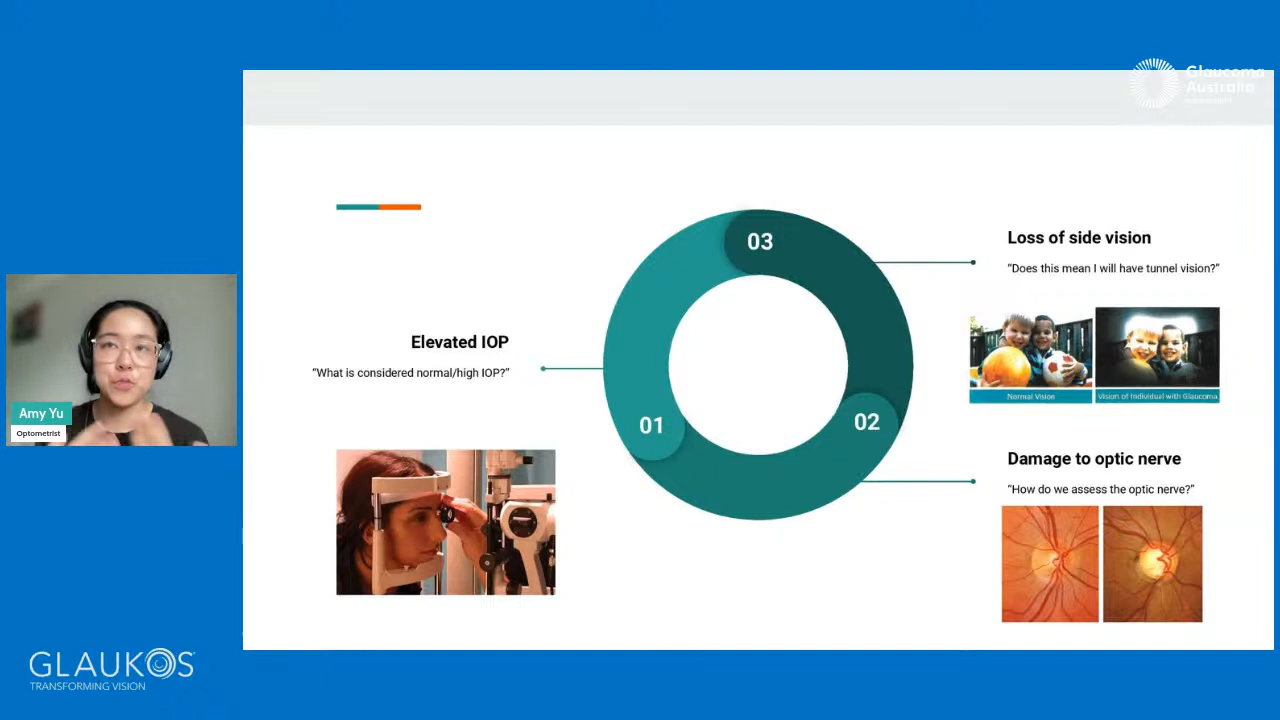 Glaucoma
Australia
03
Loss of side vision
“Does this mean I will have tunnel vision?”
Normal Vision
Vision of Individual with Glaucoma
Elevated IOP
“What is considered normal/high IOP?”
01
02
Damage to optic nerve
“How do we assess the optic nerve?”
Amy Yu
Optometrist
GLAUKOS
TRANSFORMING VISION